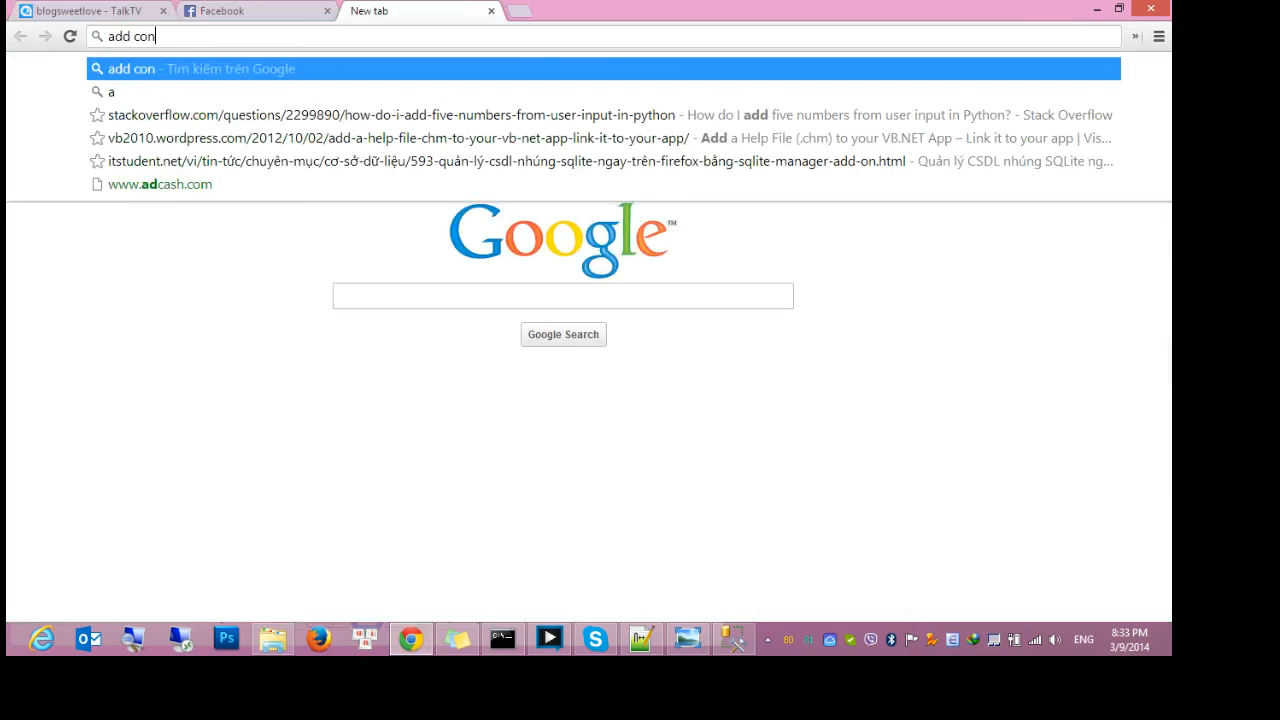 blogsweetlove - TalkTV
Facebook
New tab
add con
»
add con - Tìm kiếm trên Google
a
stackoverflow.com/questions/2299890/how-do-i-add-five-numbers-from-user-input-in-python - How do I add five numbers from user input in Python? - Stack Overflow
vb2010.wordpress.com/2012/10/02/add-a-help-file-chm-to-your-vb-net-app-link-it-to-your-app/ - Add a Help File (.chm) to your VB.NET App – Link it to your app | Vis...
itstudent.net/vi/tin-tức/chuyên-mục/cơ-sở-dữ-liệu/593-quản-lý-csdl-nhúng-sqlite-ngay-trên-firefox-bằng-sqlite-manager-add-on.html - Quản lý CSDL nhúng SQLite ng...
www.adcash.com
Google™
Google Search
Ps
80
ENG
8:33 PM
3/9/2014